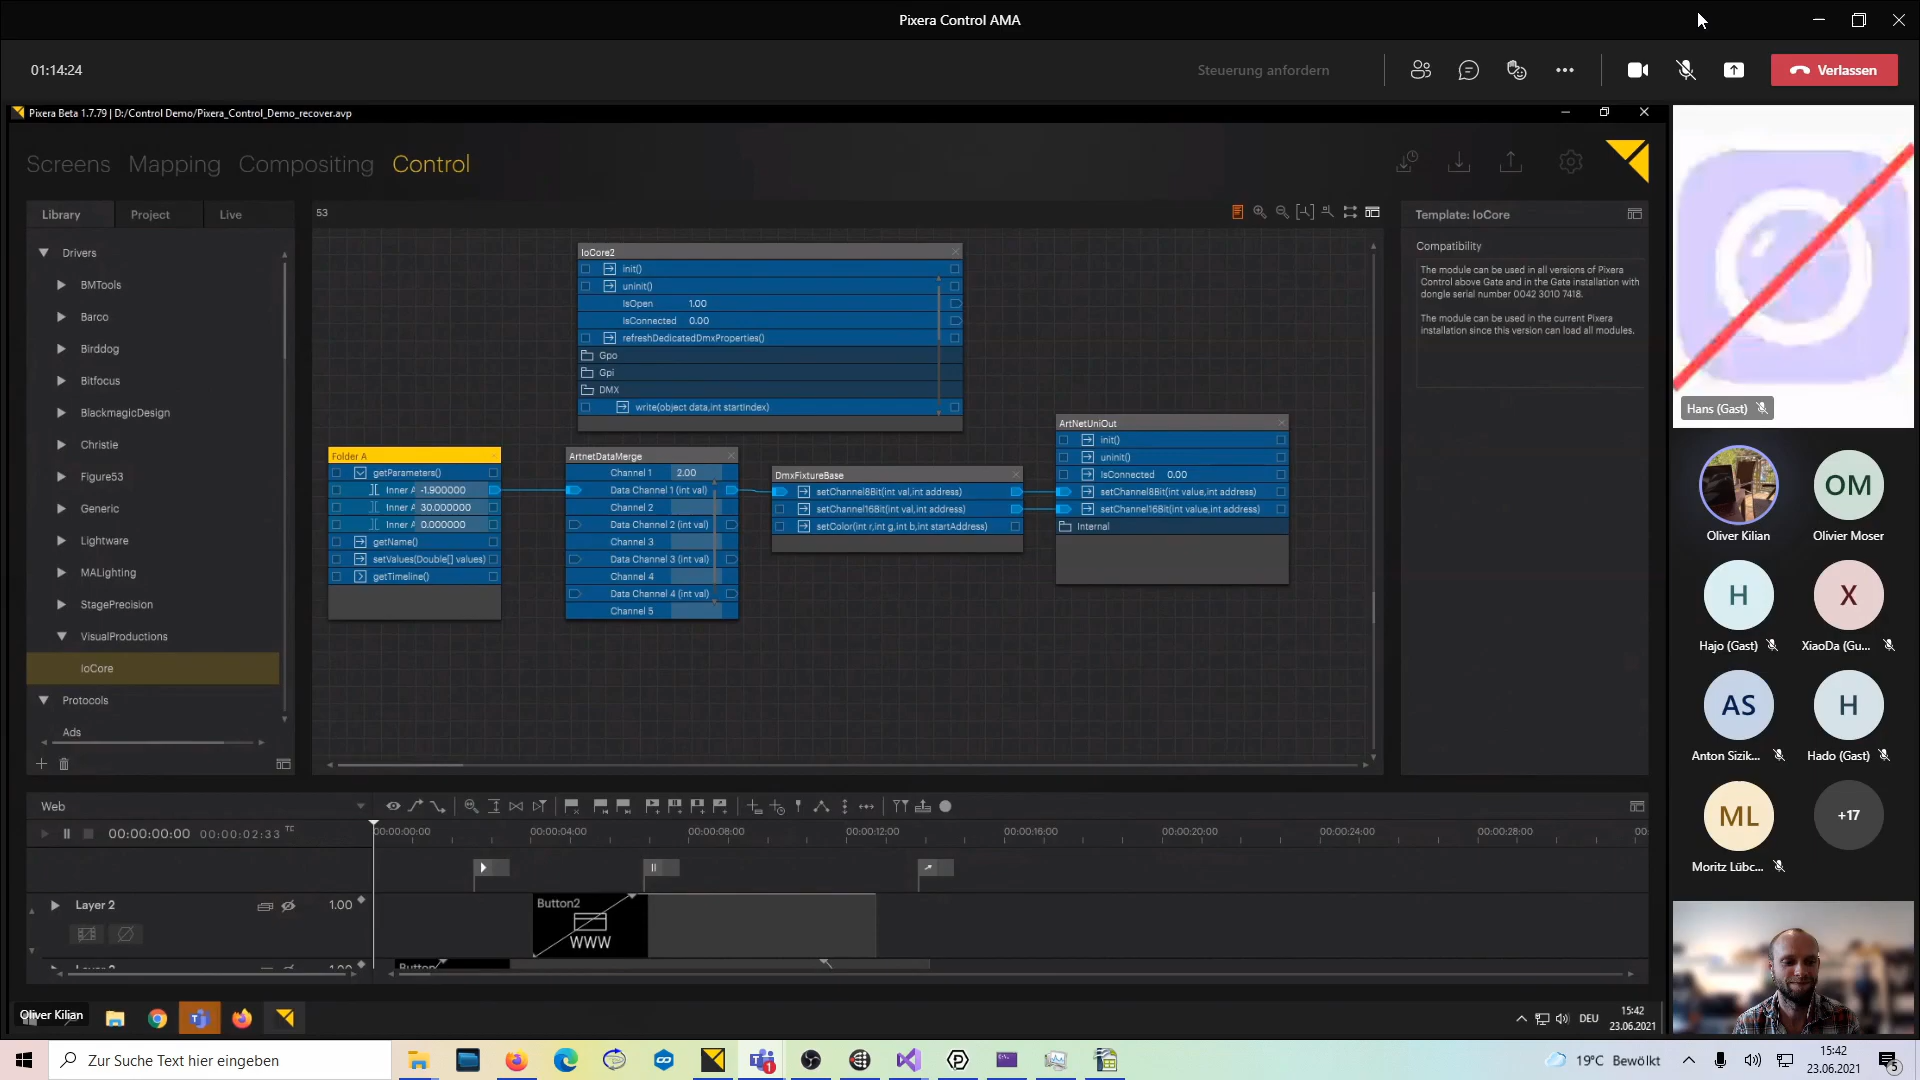 Pixera Control AMA
01:14:24
Steuerung anfordern
Verlassen
Pixera Beta 1.7.79 | D:/Control Demo/Pixera_Control_Demo_recover.avp
Screens Mapping Compositing Control
Library Project Live
53
Template: IoCore
Drivers
BMTools
Barco
Birddog
Bitfocus
BlackmagicDesign
Christie
Figure53
Generic
Lightware
MALighting
StagePrecision
VisualProductions
IoCore
Protocols
Ads
IoCore2
init()
uninit()
IsOpen 1.00
IsConnected 0.00
refreshDedicatedDmxProperties()
Gpo
Gpi
DMX
write(object data,int startIndex)
Folder A
getParameters()
Inner A -1.900000
Inner A 30.000000
Inner A 0.000000
getName()
setValues(Double[] values)
getTimeline()
ArtnetDataMerge
Channel 1 2.00
Data Channel 1 (int val)
Channel 2
Data Channel 2 (int val)
Channel 3
Data Channel 3 (int val)
Channel 4
Data Channel 4 (int val)
Channel 5
DmxFixtureBase
setChannel8Bit(int val,int address)
setChannel16Bit(int val,int address)
setColor(int r,int g,int b,int startAddress)
ArtNetUniOut
init()
uninit()
IsConnected 0.00
setChannel8Bit(int value,int address)
setChannel16Bit(int value,int address)
Internal
Compatibility
The module can be used in all versions of Pixera
Control above Gate and in the Gate installation with
dongle serial number 0042 3010 7418.
The module can be used in the current Pixera
installation since this version can load all modules.
Hans (Gast)
Oliver Kilian
OM
Olivier Moser
H
Hajo (Gast)
X
XiaoDa (Gu...
AS
Anton Sizik...
H
Hado (Gast)
ML
Moritz Lübc...
+17
Web
00:00:00:00 00:00:02:33 TC
00:00:00:00 00:00:04:00 00:00:08:00 00:00:12:00 00:00:16:00 00:00:20:00 00:00:24:00 00:00:28:00
Layer 2 1.00
Button2
WWW
Oliver Kilian
DEU
15:42
23.06.2021
Zur Suche Text hier eingeben
19°C Bewölkt
15:42
23.06.2021